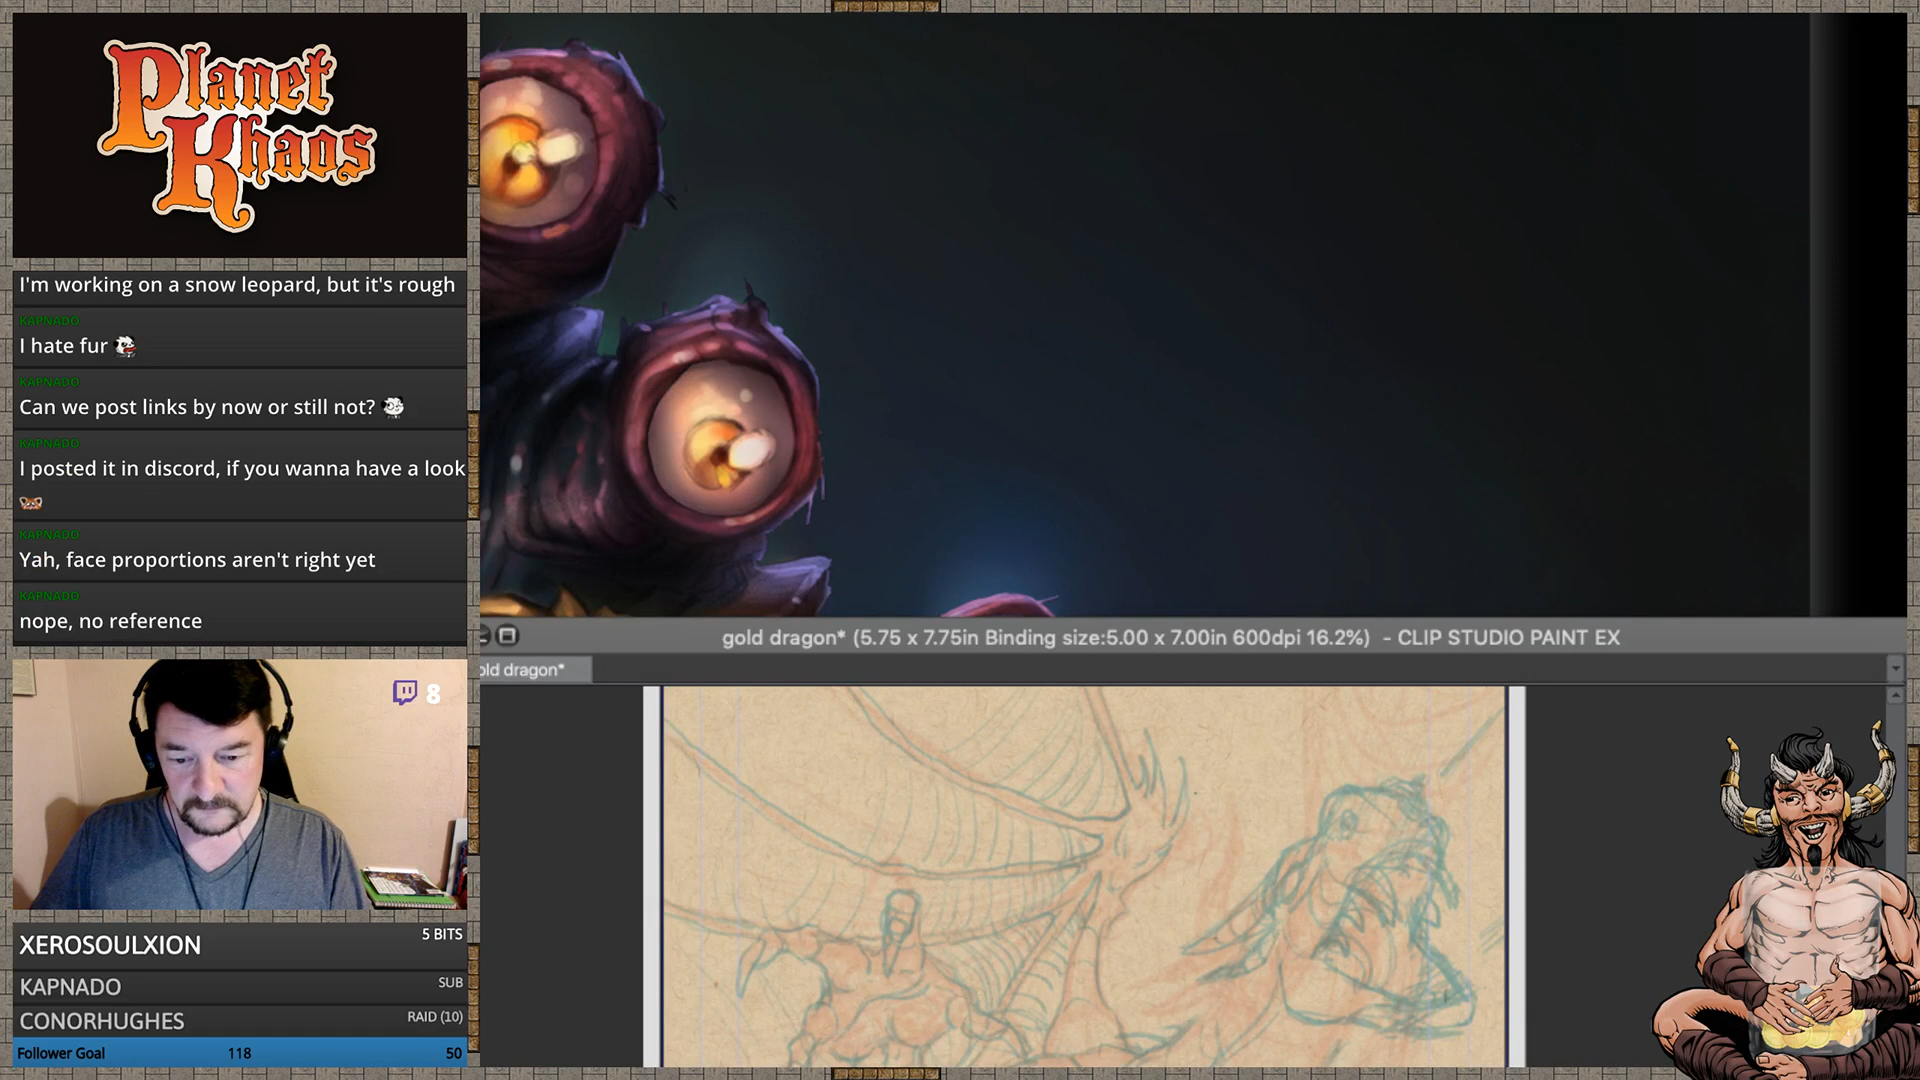 Planet
Khaos
I'm working on a snow leopard, but it's rough
KAPNADO
I hate fur
KAPNADO
Can we post links by now or still not?
KAPNADO
I posted it in discord, if you wanna have a look
KAPNADO
Yah, face proportions aren't right yet
KAPNADO
nope, no reference
8
XEROSOULXION 5 BITS
KAPNADO SUB
CONORHUGHES RAID (10)
Follower Goal 118 50
gold dragon* (5.75 x 7.75in Binding size:5.00 x 7.00in 600dpi 16.2%) - CLIP STUDIO PAINT EX
old dragon*